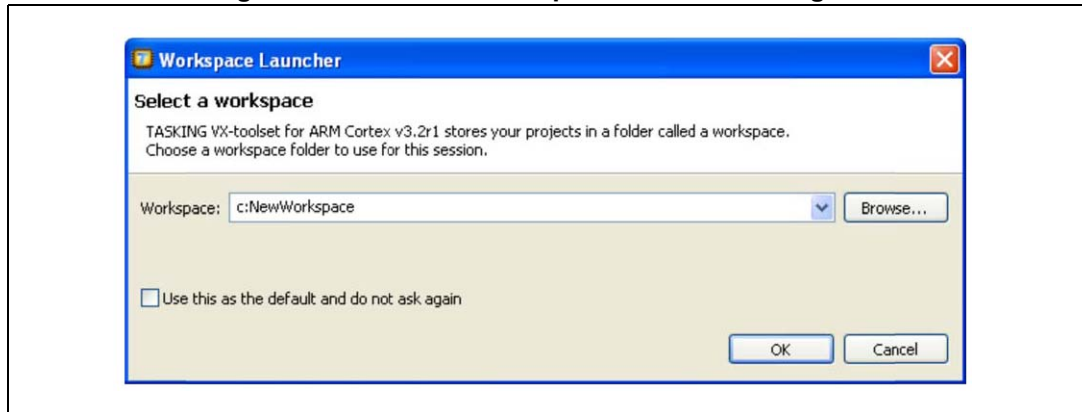 Workspace Launcher
Select a workspace
TASKING VX-toolset for ARM Cortex v3.2r1 stores your projects in a folder called a workspace.
Choose a workspace folder to use for this session.
Workspace: c:NewWorkspace Browse...
Use this as the default and do not ask again
OK Cancel